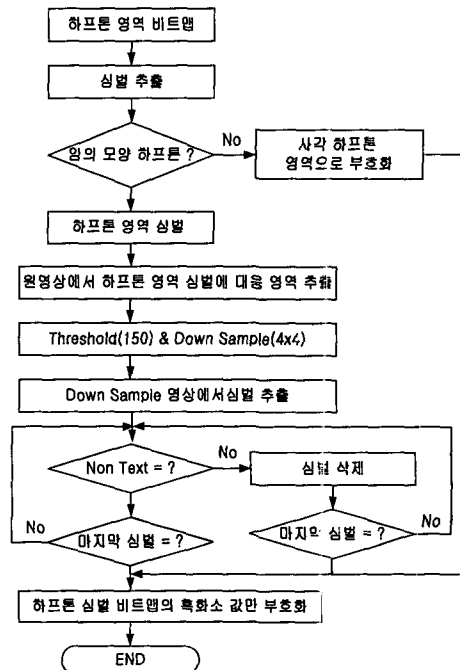 하프톤 영역 비트맵
심벌 추출
임의 모양 하프톤 ?
No
사각 하프톤
영역으로 부호화
하프톤 영역 심벌
원영상에서 하프톤 영역 심벌에 대응 영역 추출
Threshold(150) & Down Sample(4x4)
Down Sample 영상에서심벌 추출
Non Text = ?
No
심벌 삭제
No
마지막 심벌 = ?
마지막 심벌 = ?
No
하프톤 심벌 비트맵의 흑화소 값만 부호화
END